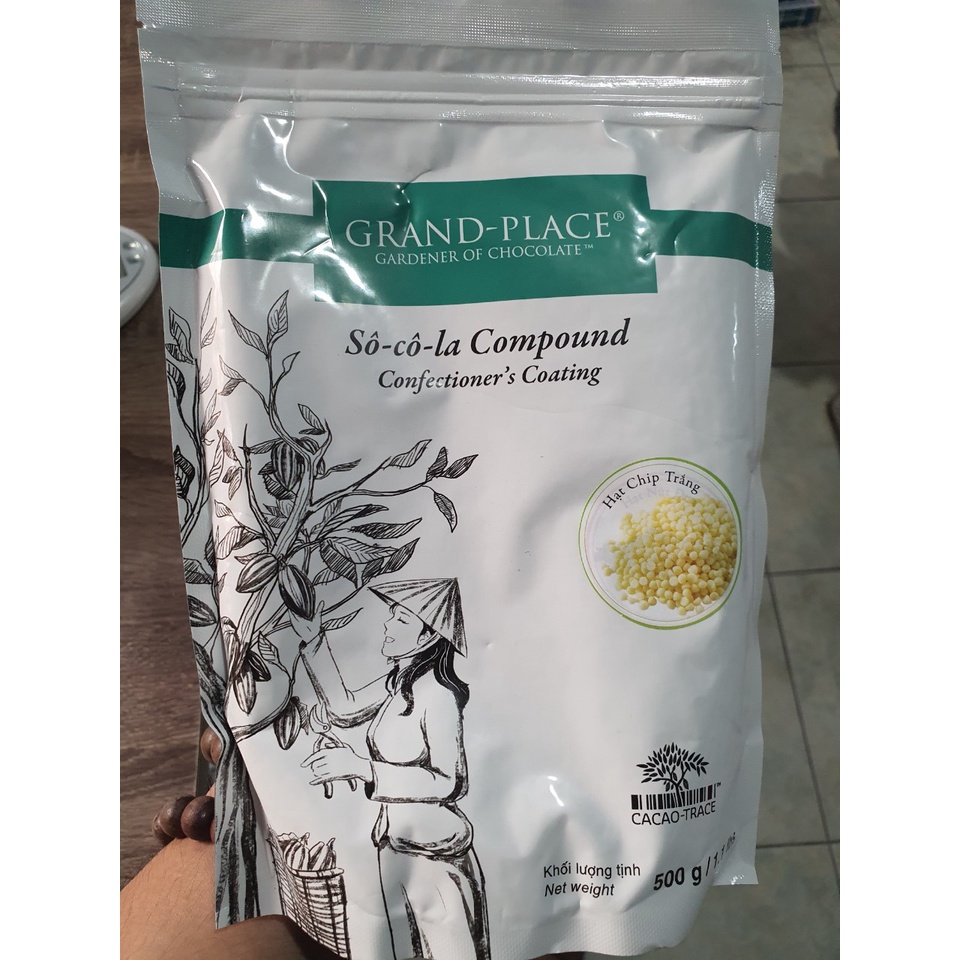 GRAND-PLACE®
GARDENER OF CHOCOLATE™
Sô-cô-la Compound
Confectioner's Coating
Hạt Chip Trắng
CACAO-TRACE™
Khối lượng tịnh
Net weight
500 g /